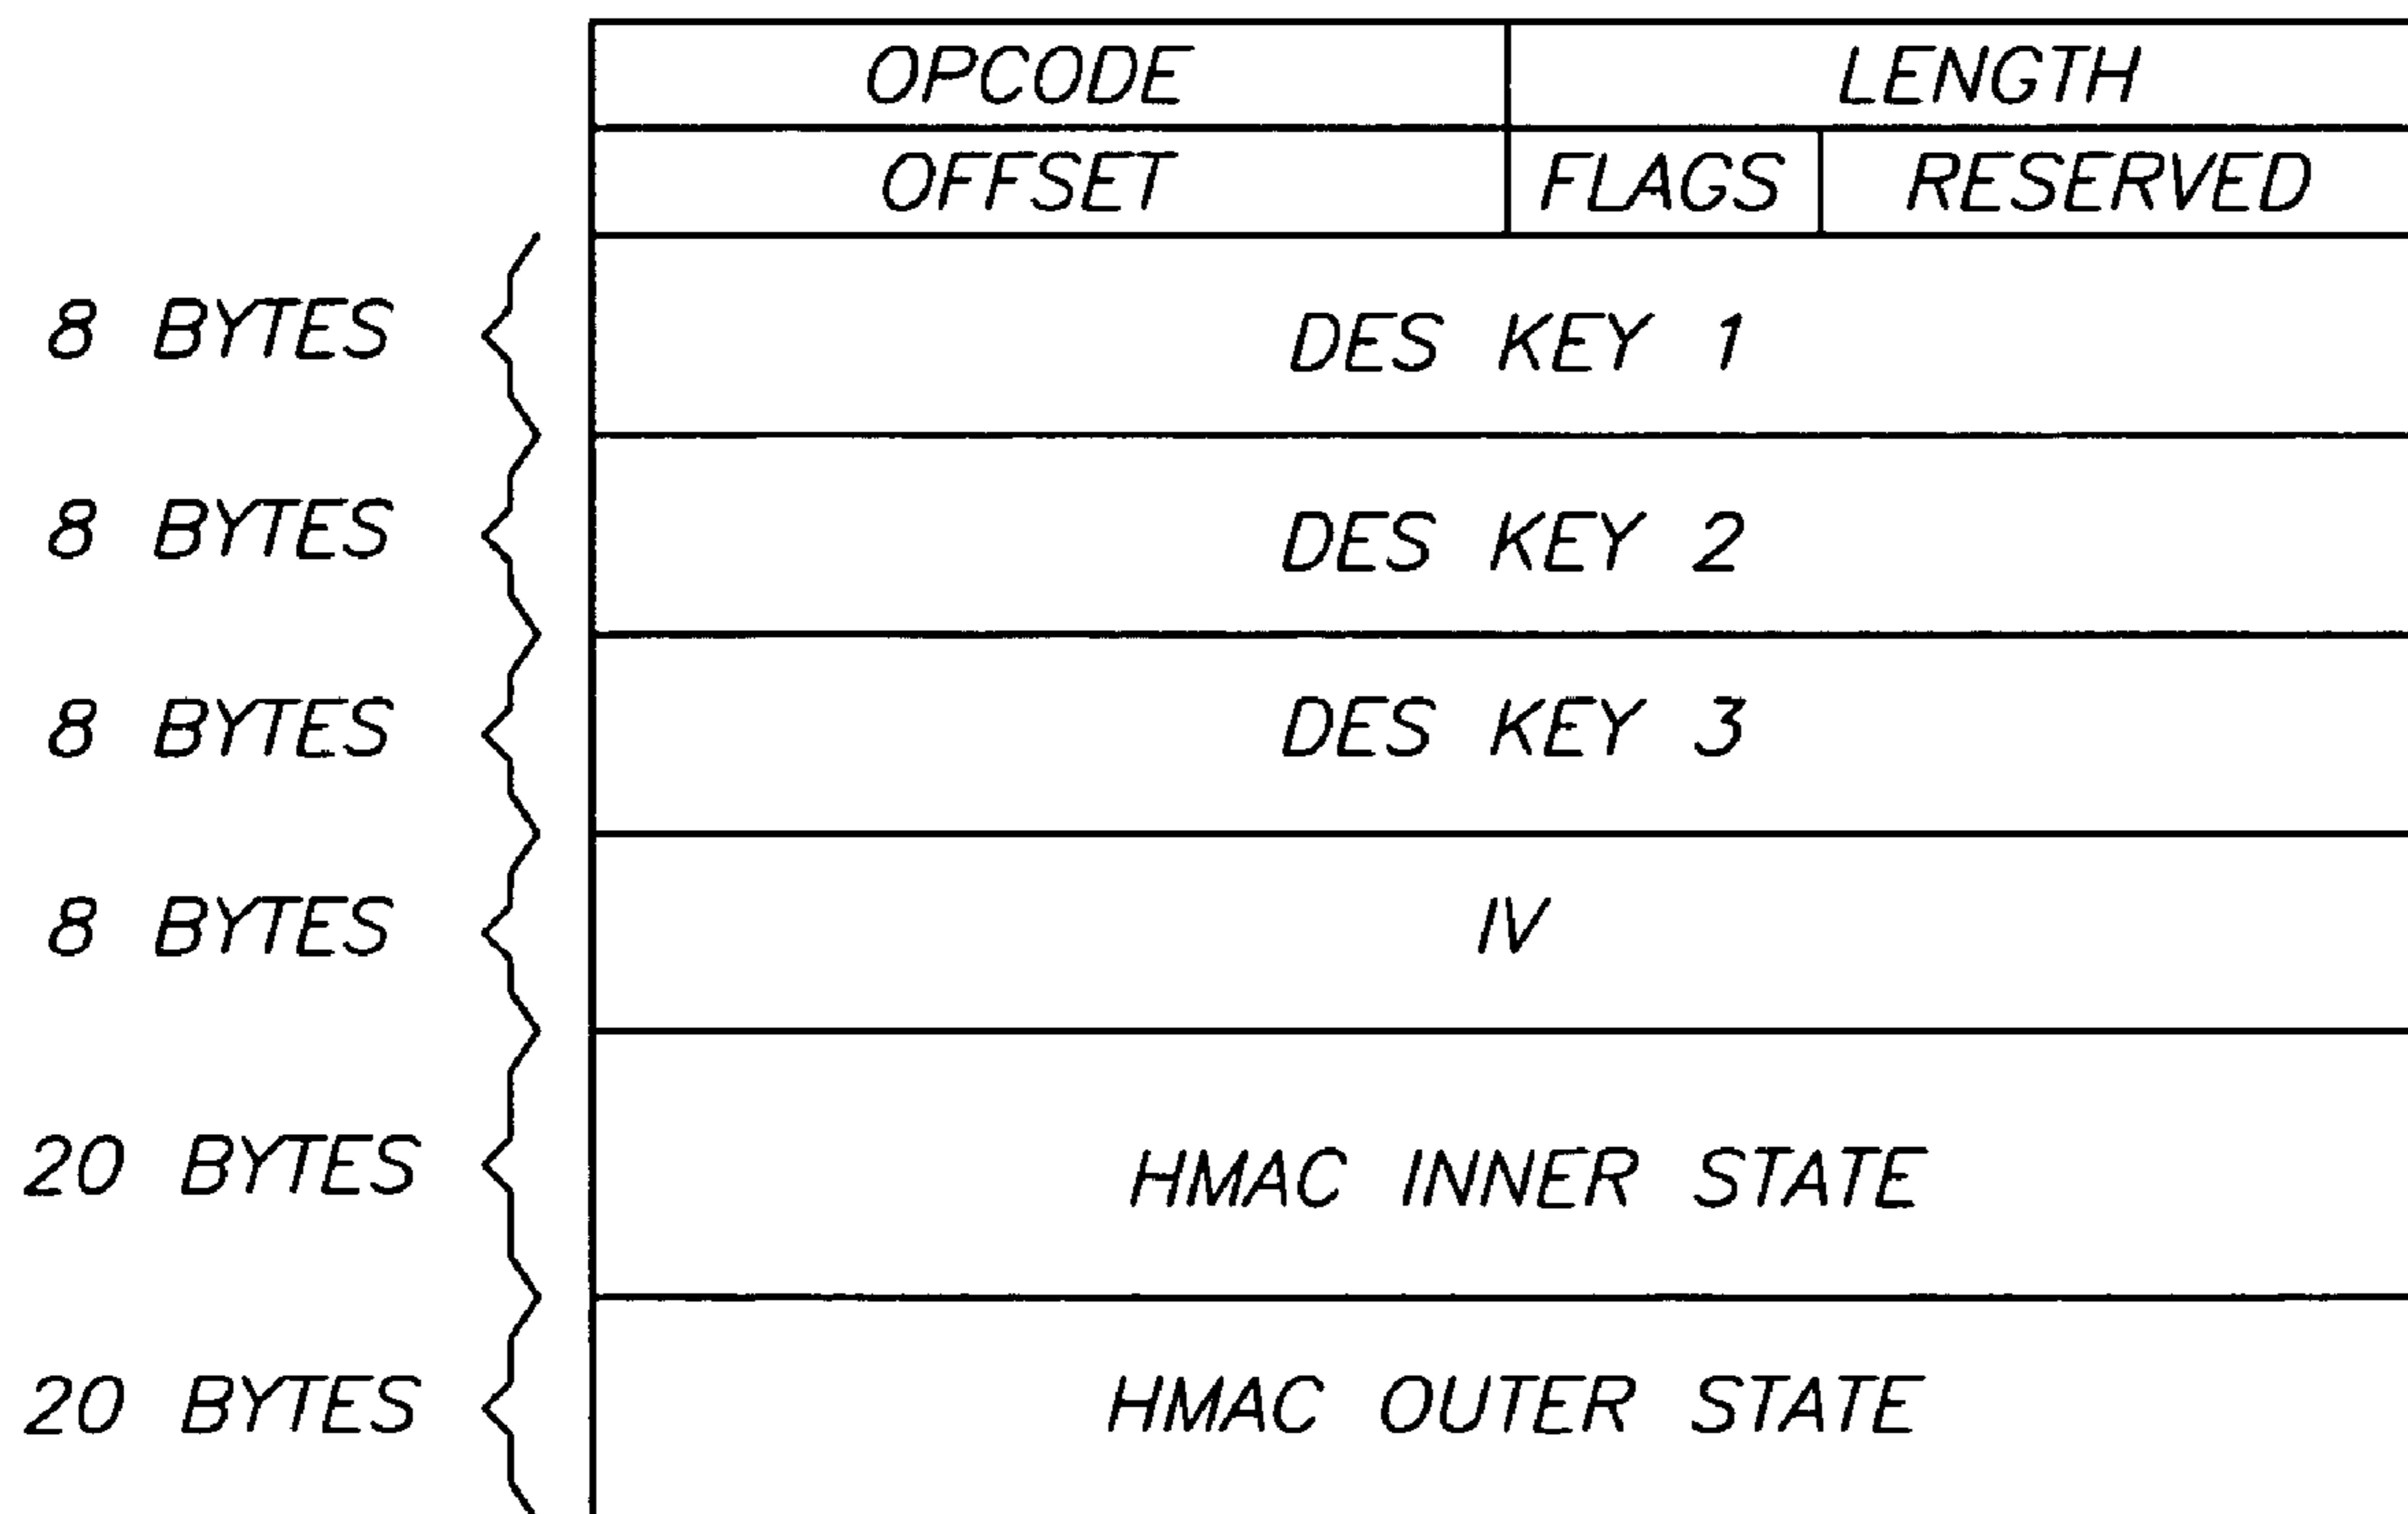 OPCODE LENGTH
OFFSET FLAGS RESERVED
8 BYTES DES KEY 1
8 BYTES DES KEY 2
8 BYTES DES KEY 3
8 BYTES IV
20 BYTES HMAC INNER STATE
20 BYTES HMAC OUTER STATE